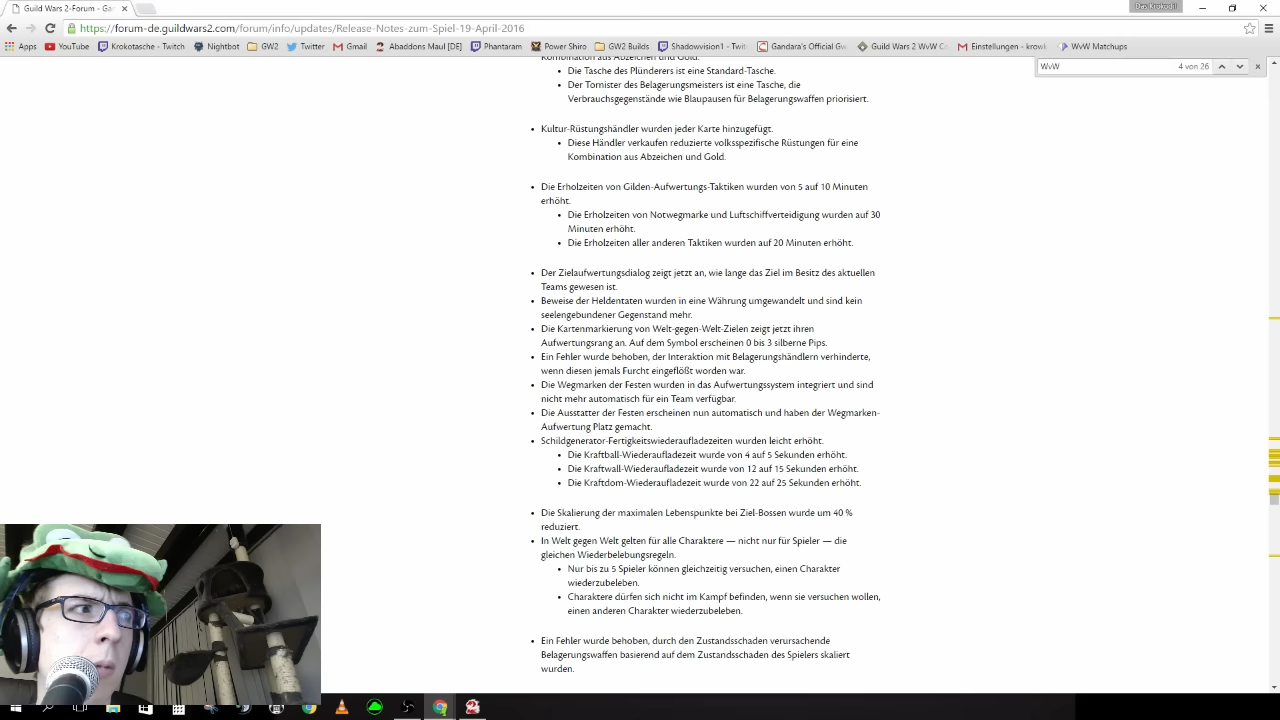 Guild Wars 2-Forum - Ga
Des Krokodil
https://forum-de.guildwars2.com/forum/info/updates/Release-Notes-zum-Spiel-19-April-2016
Apps YouTube Krokotasche - Twitch Nightbot GW2 Twitter Gmail Abaddons Maul [DE] Phantaram Power Shiro GW2 Builds Shadowvision1 - Twit Gandara's Official Gw Guild Wars 2 WvW C Einstellungen - krowk WvW Matchups
WvW 4 von 26
Kombination aus Abzeichen und Gold.
• Die Tasche des Plünderers ist eine Standard-Tasche.
• Der Tornister des Belagerungsmeisters ist eine Tasche, die
Verbrauchsgegenstände wie Blaupausen für Belagerungswaffen priorisiert.
• Kultur-Rüstungshändler wurden jeder Karte hinzugefügt.
• Diese Händler verkaufen reduzierte volksspezifische Rüstungen für eine
Kombination aus Abzeichen und Gold.
• Die Erholzeiten von Gilden-Aufwertungs-Taktiken wurden von 5 auf 10 Minuten
erhöht.
• Die Erholzeiten von Notwegmarke und Luftschiffverteidigung wurden auf 30
Minuten erhöht.
• Die Erholzeiten aller anderen Taktiken wurden auf 20 Minuten erhöht.
• Der Zielaufwertungsdialog zeigt jetzt an, wie lange das Ziel im Besitz des aktuellen
Teams gewesen ist.
• Beweise der Heldentaten wurden in eine Währung umgewandelt und sind kein
seelengebundener Gegenstand mehr.
• Die Kartenmarkierung von Welt-gegen-Welt-Zielen zeigt jetzt ihren
Aufwertungsrang an. Auf dem Symbol erscheinen 0 bis 3 silberne Pips.
• Ein Fehler wurde behoben, der Interaktion mit Belagerungshändlern verhinderte,
wenn diesen jemals Furcht eingeflößt worden war.
• Die Wegmarken der Festen wurden in das Aufwertungssystem integriert und sind
nicht mehr automatisch für ein Team verfügbar.
• Die Ausstatter der Festen erscheinen nun automatisch und haben der Wegmarken-
Aufwertung Platz gemacht.
• Schildgenerator-Fertigkeitswiederaufladezeiten wurden leicht erhöht.
• Die Kraftball-Wiederaufladezeit wurde von 4 auf 5 Sekunden erhöht.
• Die Kraftwall-Wiederaufladezeit wurde von 12 auf 15 Sekunden erhöht.
• Die Kraftdom-Wiederaufladezeit wurde von 22 auf 25 Sekunden erhöht.
• Die Skalierung der maximalen Lebenspunkte bei Ziel-Bossen wurde um 40 %
reduziert.
• In Welt gegen Welt gelten für alle Charaktere — nicht nur für Spieler — die
gleichen Wiederbelebungsregeln.
• Nur bis zu 5 Spieler können gleichzeitig versuchen, einen Charakter
wiederzubeleben.
• Charaktere dürfen sich nicht im Kampf befinden, wenn sie versuchen wollen,
einen anderen Charakter wiederzubeleben.
• Ein Fehler wurde behoben, durch den Zustandsschaden verursachende
Belagerungswaffen basierend auf dem Zustandsschaden des Spielers skaliert
wurden.